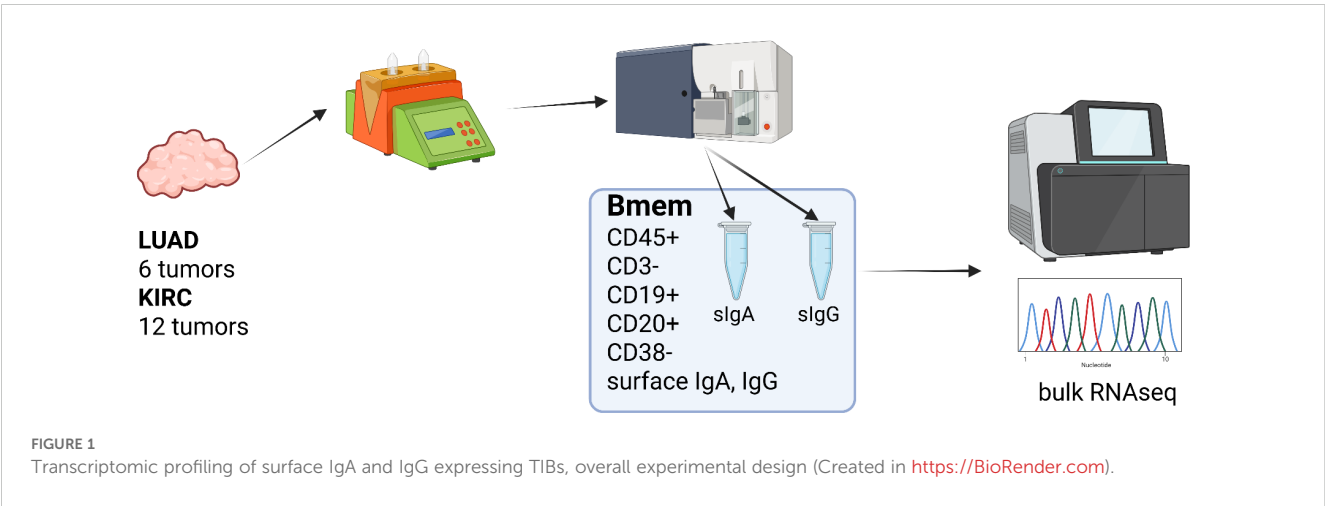 LUAD
6 tumors
KIRC
12 tumors
Bmem
CD45+
CD3-
CD19+
CD20+
CD38-
surface IgA, IgG
sIgA
sIgG
1
10
Nucleotide
bulk RNAseq
FIGURE 1
Transcriptomic profiling of surface IgA and IgG expressing TIBs, overall experimental design (Created in https://BioRender.com).